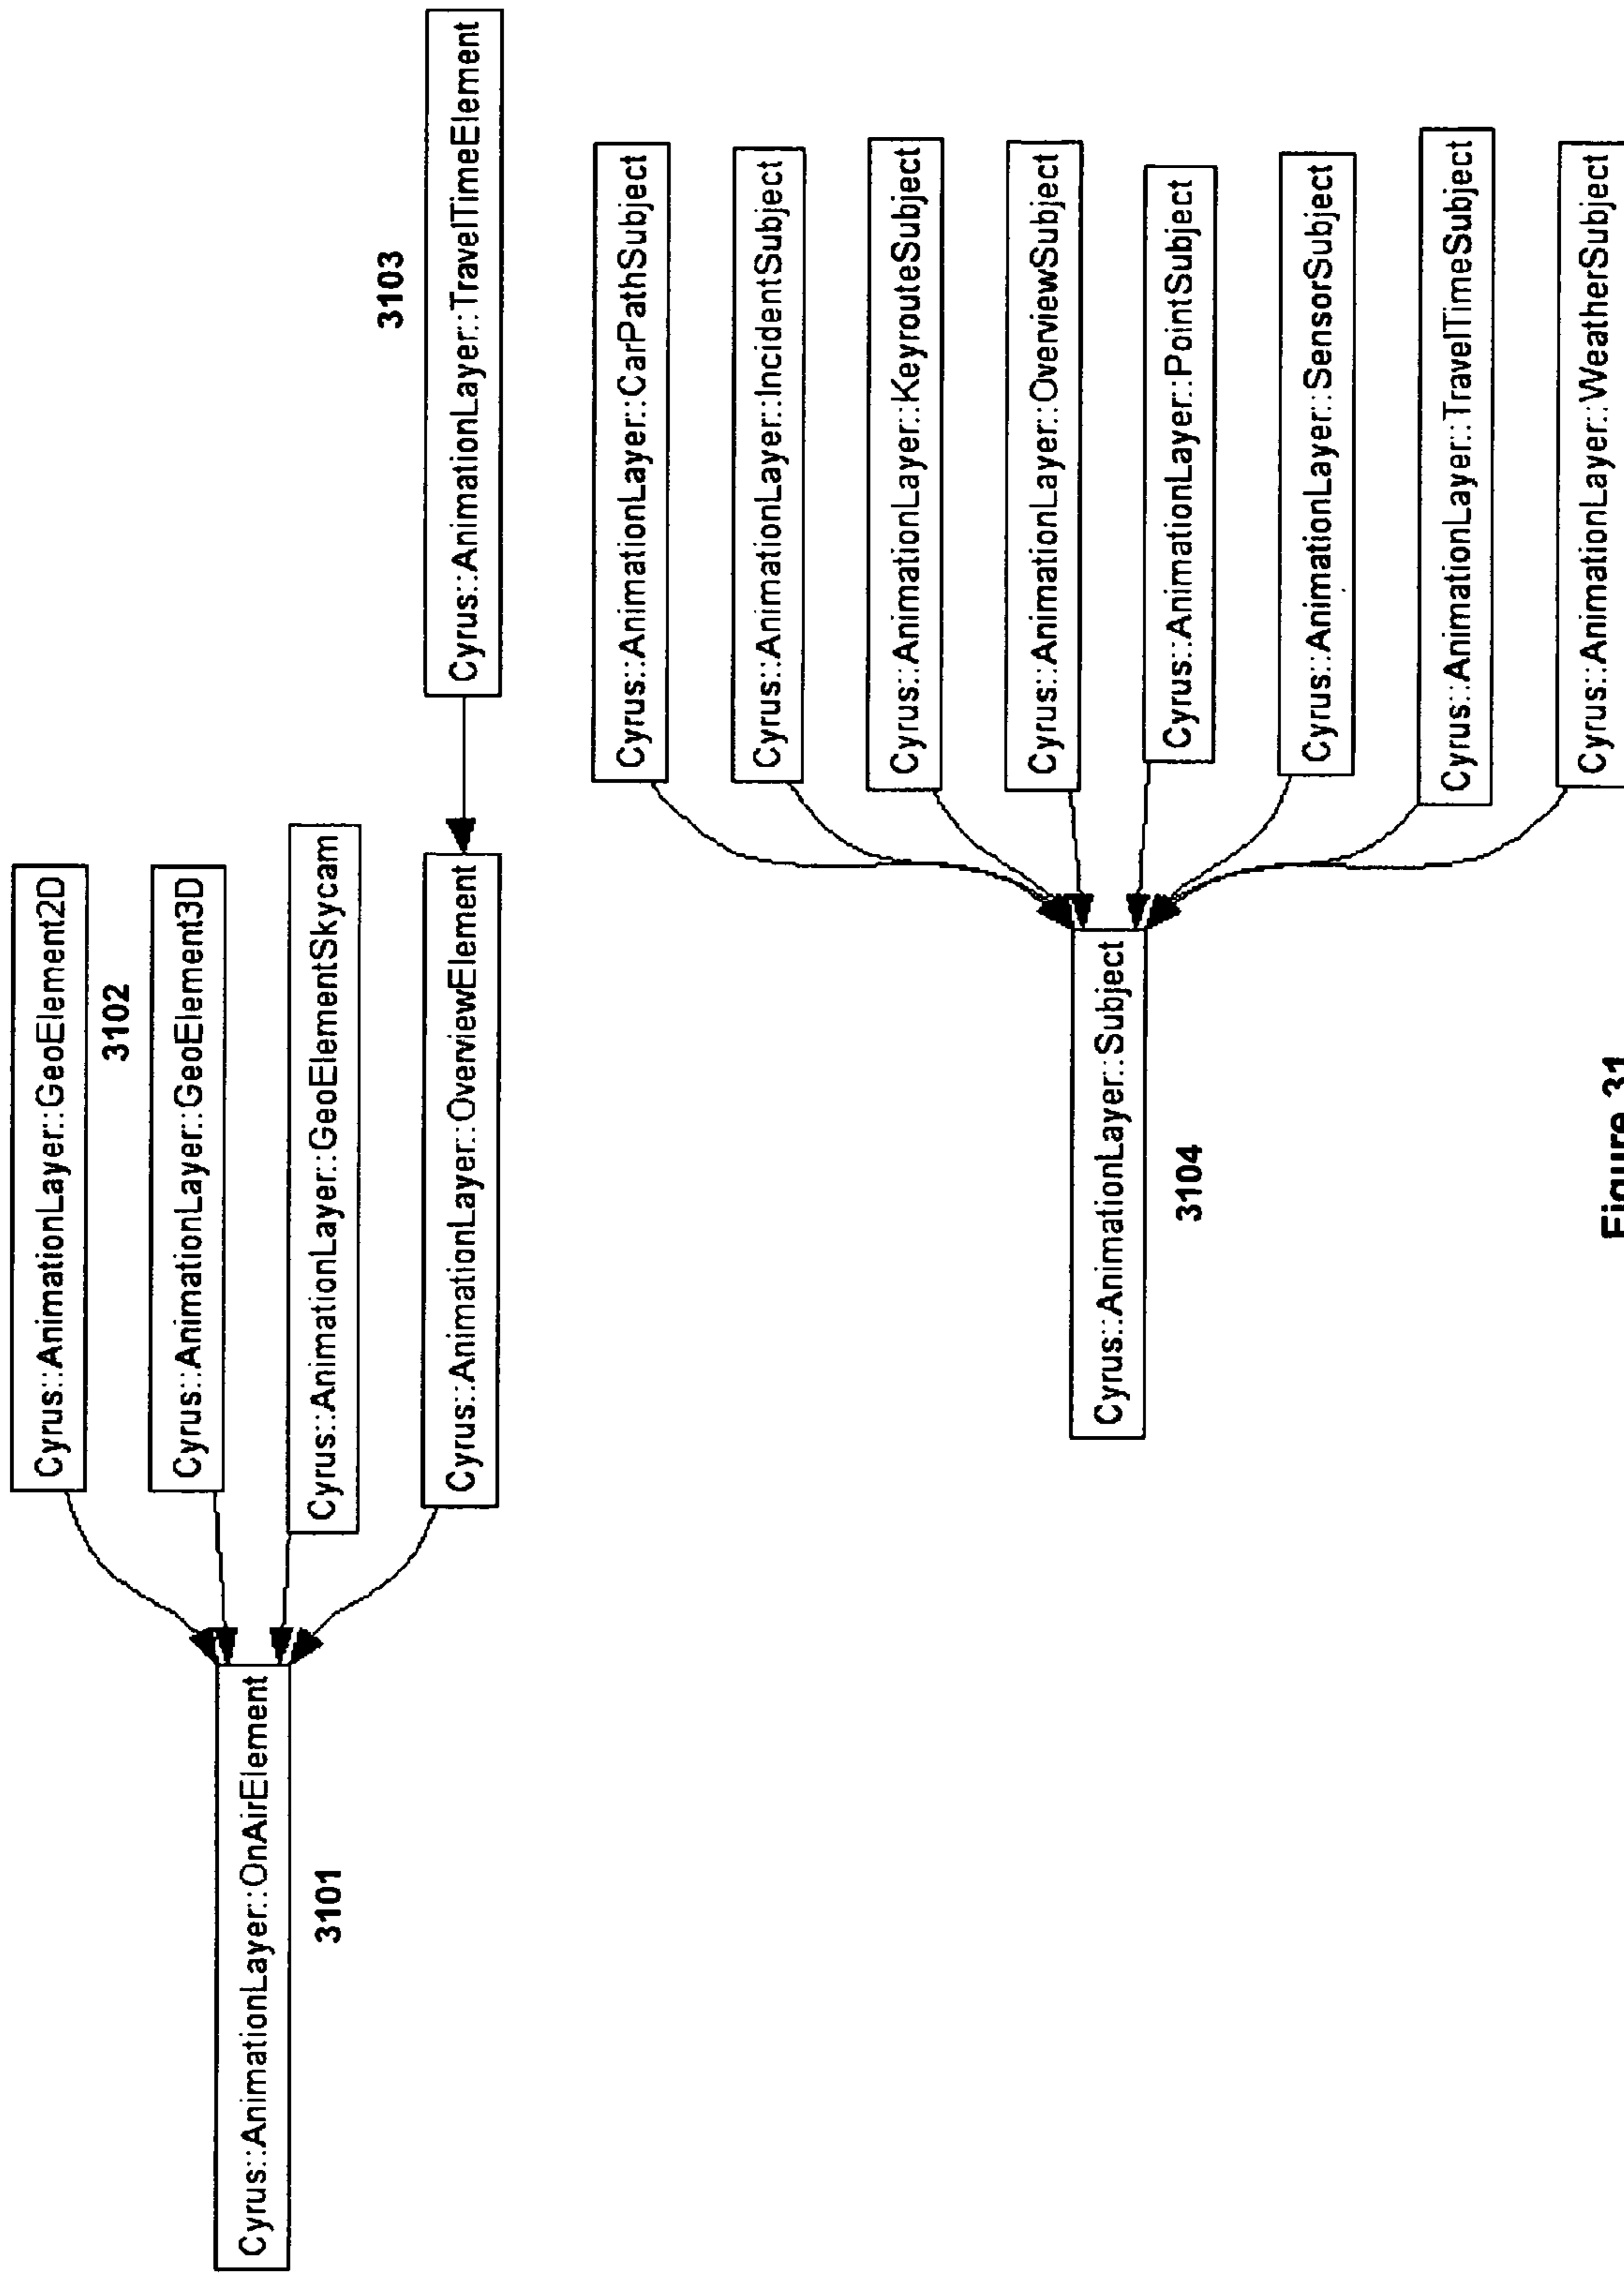 Cyrus::AnimationLayer::GeoElement2D
3102
Cyrus::AnimationLayer::GeoElement3D
Cyrus::AnimationLayer::OnAirElement
3101
Cyrus::AnimationLayer::GeoElementSkycam
3103
Cyrus::AnimationLayer::OverviewElement
Cyrus::AnimationLayer::TravelTimeElement
Cyrus::AnimationLayer::CarPathSubject
Cyrus::AnimationLayer::IncidentSubject
Cyrus::AnimationLayer::KeyrouteSubject
Cyrus::AnimationLayer::OverviewSubject
Cyrus::AnimationLayer::Subject
3104
Cyrus::AnimationLayer::PointSubject
Cyrus::AnimationLayer::SensorSubject
Cyrus::AnimationLayer::TravelTimeSubject
Cyrus::AnimationLayer::WeatherSubject
Figure 31